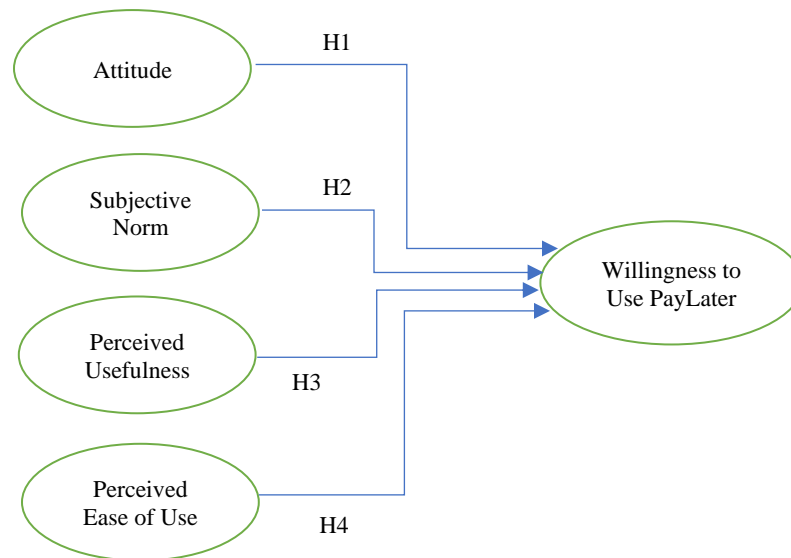 H1
Attitude
H2
Subjective
Norm
Willingness to
Use PayLater
Perceived
Usefulness
H3
Perceived
Ease of Use
H4